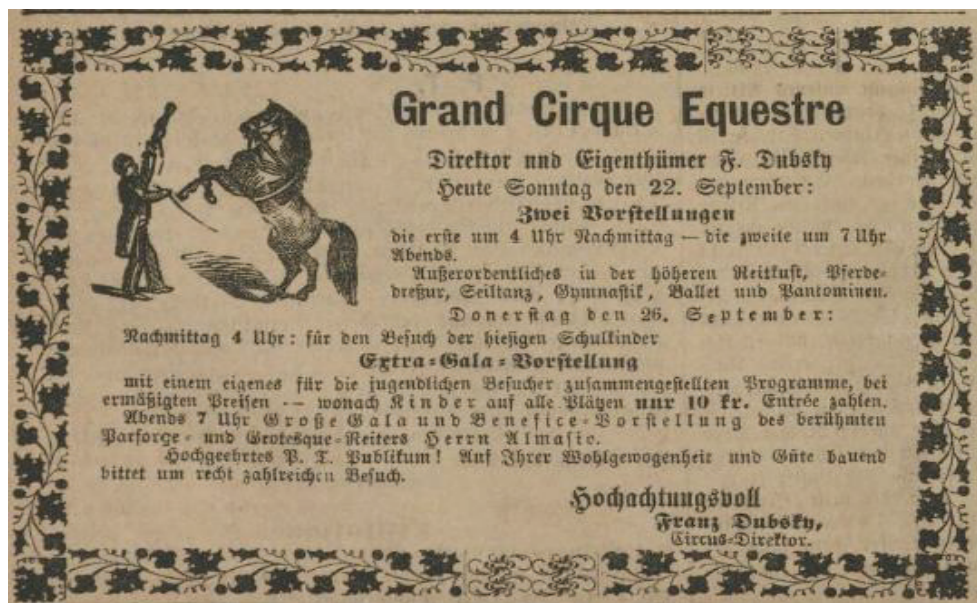 Grand Cirque Equestre
Direktor nnd Eigenthümer F. Dubsky
Heute Sonntag den 22. September:
Zwei Vorstellungen
die erste um 4 Uhr Nachmittag — die zweite um 7 Uhr
Abends.
Außerordentliches in der höheren Reitkust, Pferde-
dreßur, Seiltanz, Gymnastik, Ballet und Pantominen.
Donerstag den 26. September:
Nachmittag 4 Uhr: für den Besuch der hiesigen Schulkinder
Extra-Gala-Vorstellung
mit einem eigenes für die jugendlichen Besucher zusammengestellten Programme, bei
ermäßigten Preisen -- wonach Kinder auf alle Plätzen nur 10 kr. Entrée zahlen.
Abends 7 Uhr Große Gala und Benefice-Vorstellung des berühmten
Parforge- und Grotesque-Reiters Herrn Almasic.
Hochgeehrtes P. T. Publikum! Auf Ihrer Wohlgewogenheit und Güte bauend
bittet um recht zahlreichen Besuch.
Hochachtungsvoll
Franz Dubsky,
Circus-Direktor.